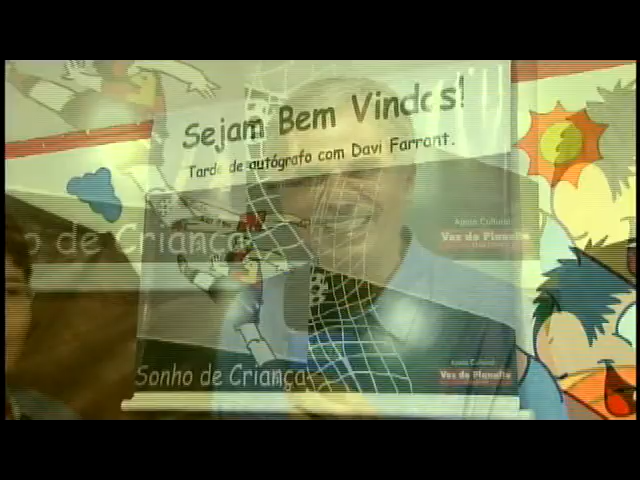 Sejam Bem Vindos!
Tarde de autógrafo com Davi Farrant.
Apoio Cultural
Voz do Planalto
o de Criança
Sonho de Criança
Apoio Cultural
Voz do Planalto